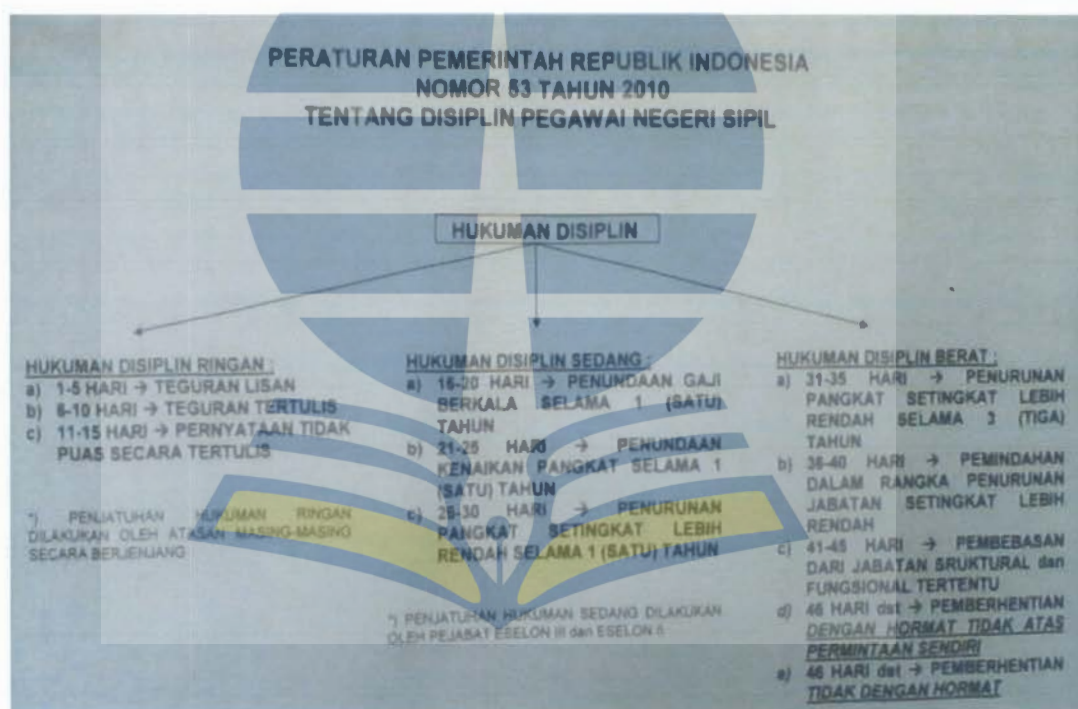 PERATURAN PEMERINTAH REPUBLIK INDONESIA
NOMOR 53 TAHUN 2010
TENTANG DISIPLIN PEGAWAI NEGERI SIPIL
HUKUMAN DISIPLIN
HUKUMAN DISIPLIN RINGAN :
a) 1-5 HARI → TEGURAN LISAN
b) 6-10 HARI → TEGURAN TERTULIS
c) 11-15 HARI → PERNYATAAN TIDAK
PUAS SECARA TERTULIS
*) PENJATUHAN HUKUMAN RINGAN
DILAKUKAN OLEH ATASAN MASING-MASING
SECARA BERJENJANG
HUKUMAN DISIPLIN SEDANG :
a) 16-20 HARI → PENUNDAAN GAJI
BERKALA SELAMA 1 (SATU)
TAHUN
b) 21-25 HARI → PENUNDAAN
KENAIKAN PANGKAT SELAMA 1
(SATU) TAHUN
c) 26-30 HARI → PENURUNAN
PANGKAT SETINGKAT LEBIH
RENDAH SELAMA 1 (SATU) TAHUN
*) PENJATUHAN HUKUMAN SEDANG DILAKUKAN
OLEH PEJABAT ESELON III dan ESELON II
HUKUMAN DISIPLIN BERAT :
a) 31-35 HARI → PENURUNAN
PANGKAT SETINGKAT LEBIH
RENDAH SELAMA 3 (TIGA)
TAHUN
b) 36-40 HARI → PEMINDAHAN
DALAM RANGKA PENURUNAN
JABATAN SETINGKAT LEBIH
RENDAH
c) 41-45 HARI → PEMBEBASAN
DARI JABATAN SRUKTURAL dan
FUNGSIONAL TERTENTU
d) 46 HARI dst → PEMBERHENTIAN
DENGAN HORMAT TIDAK ATAS
PERMINTAAN SENDIRI
e) 46 HARI dst → PEMBERHENTIAN
TIDAK DENGAN HORMAT